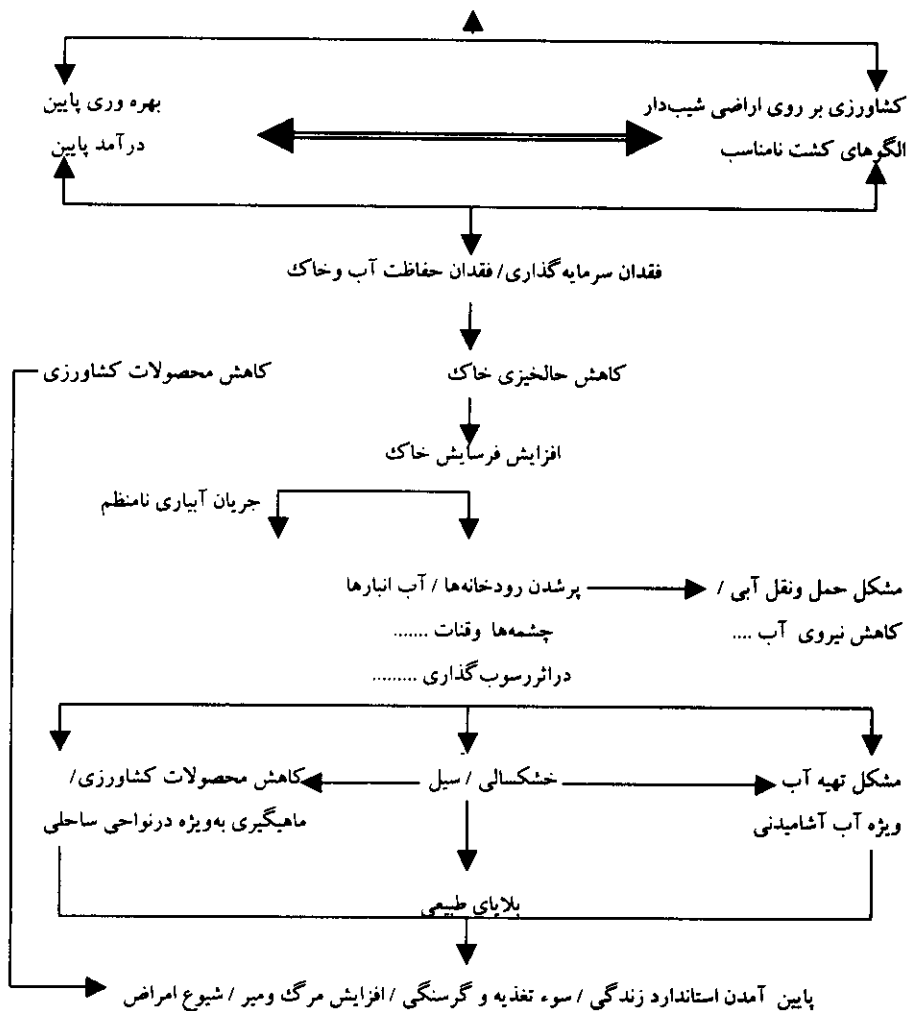 کشاورزی بر روی اراضی شیب‌دار
الگوهای کشت نامناسب
بهره وری پایین
درآمد پایین
فقدان سرمایه‌گذاری / فقدان حفاظت آب وخاک
کاهش حالخیزی خاک
کاهش محصولات کشاورزی
افزایش فرسایش خاک
جریان آبیاری نامنظم
مشکل حمل ونقل آبی /
کاهش نیروی آب ....
پرشدن رودخانه‌ها / آب انبارها
چشمه‌ها وقنات .......
دراثررسوب‌گذاری .........
مشکل تهیه آب
ویژه آب آشامیدنی
خشکسالی / سیل
کاهش محصولات کشاورزی/
ماهیگیری به‌ویژه درنواحی ساحلی
بلایای طبیعی
پایین آمدن استاندارد زندگی / سوء تغذیه و گرسنگی / افزایش مرگ ومیر / شیوع امراض